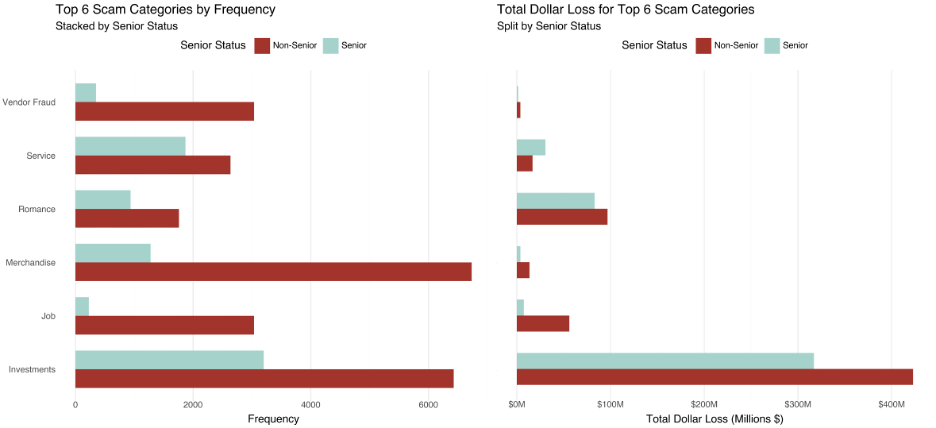 Top 6 Scam Categories by Frequency
Stacked by Senior Status
Senior Status Non-Senior Senior
Vendor Fraud
Service
Romance
Merchandise
Job
Investments
0 2000 4000 6000
Frequency
Total Dollar Loss for Top 6 Scam Categories
Split by Senior Status
Senior Status Non-Senior Senior
$0M $100M $200M $300M $400M
Total Dollar Loss (Millions $)